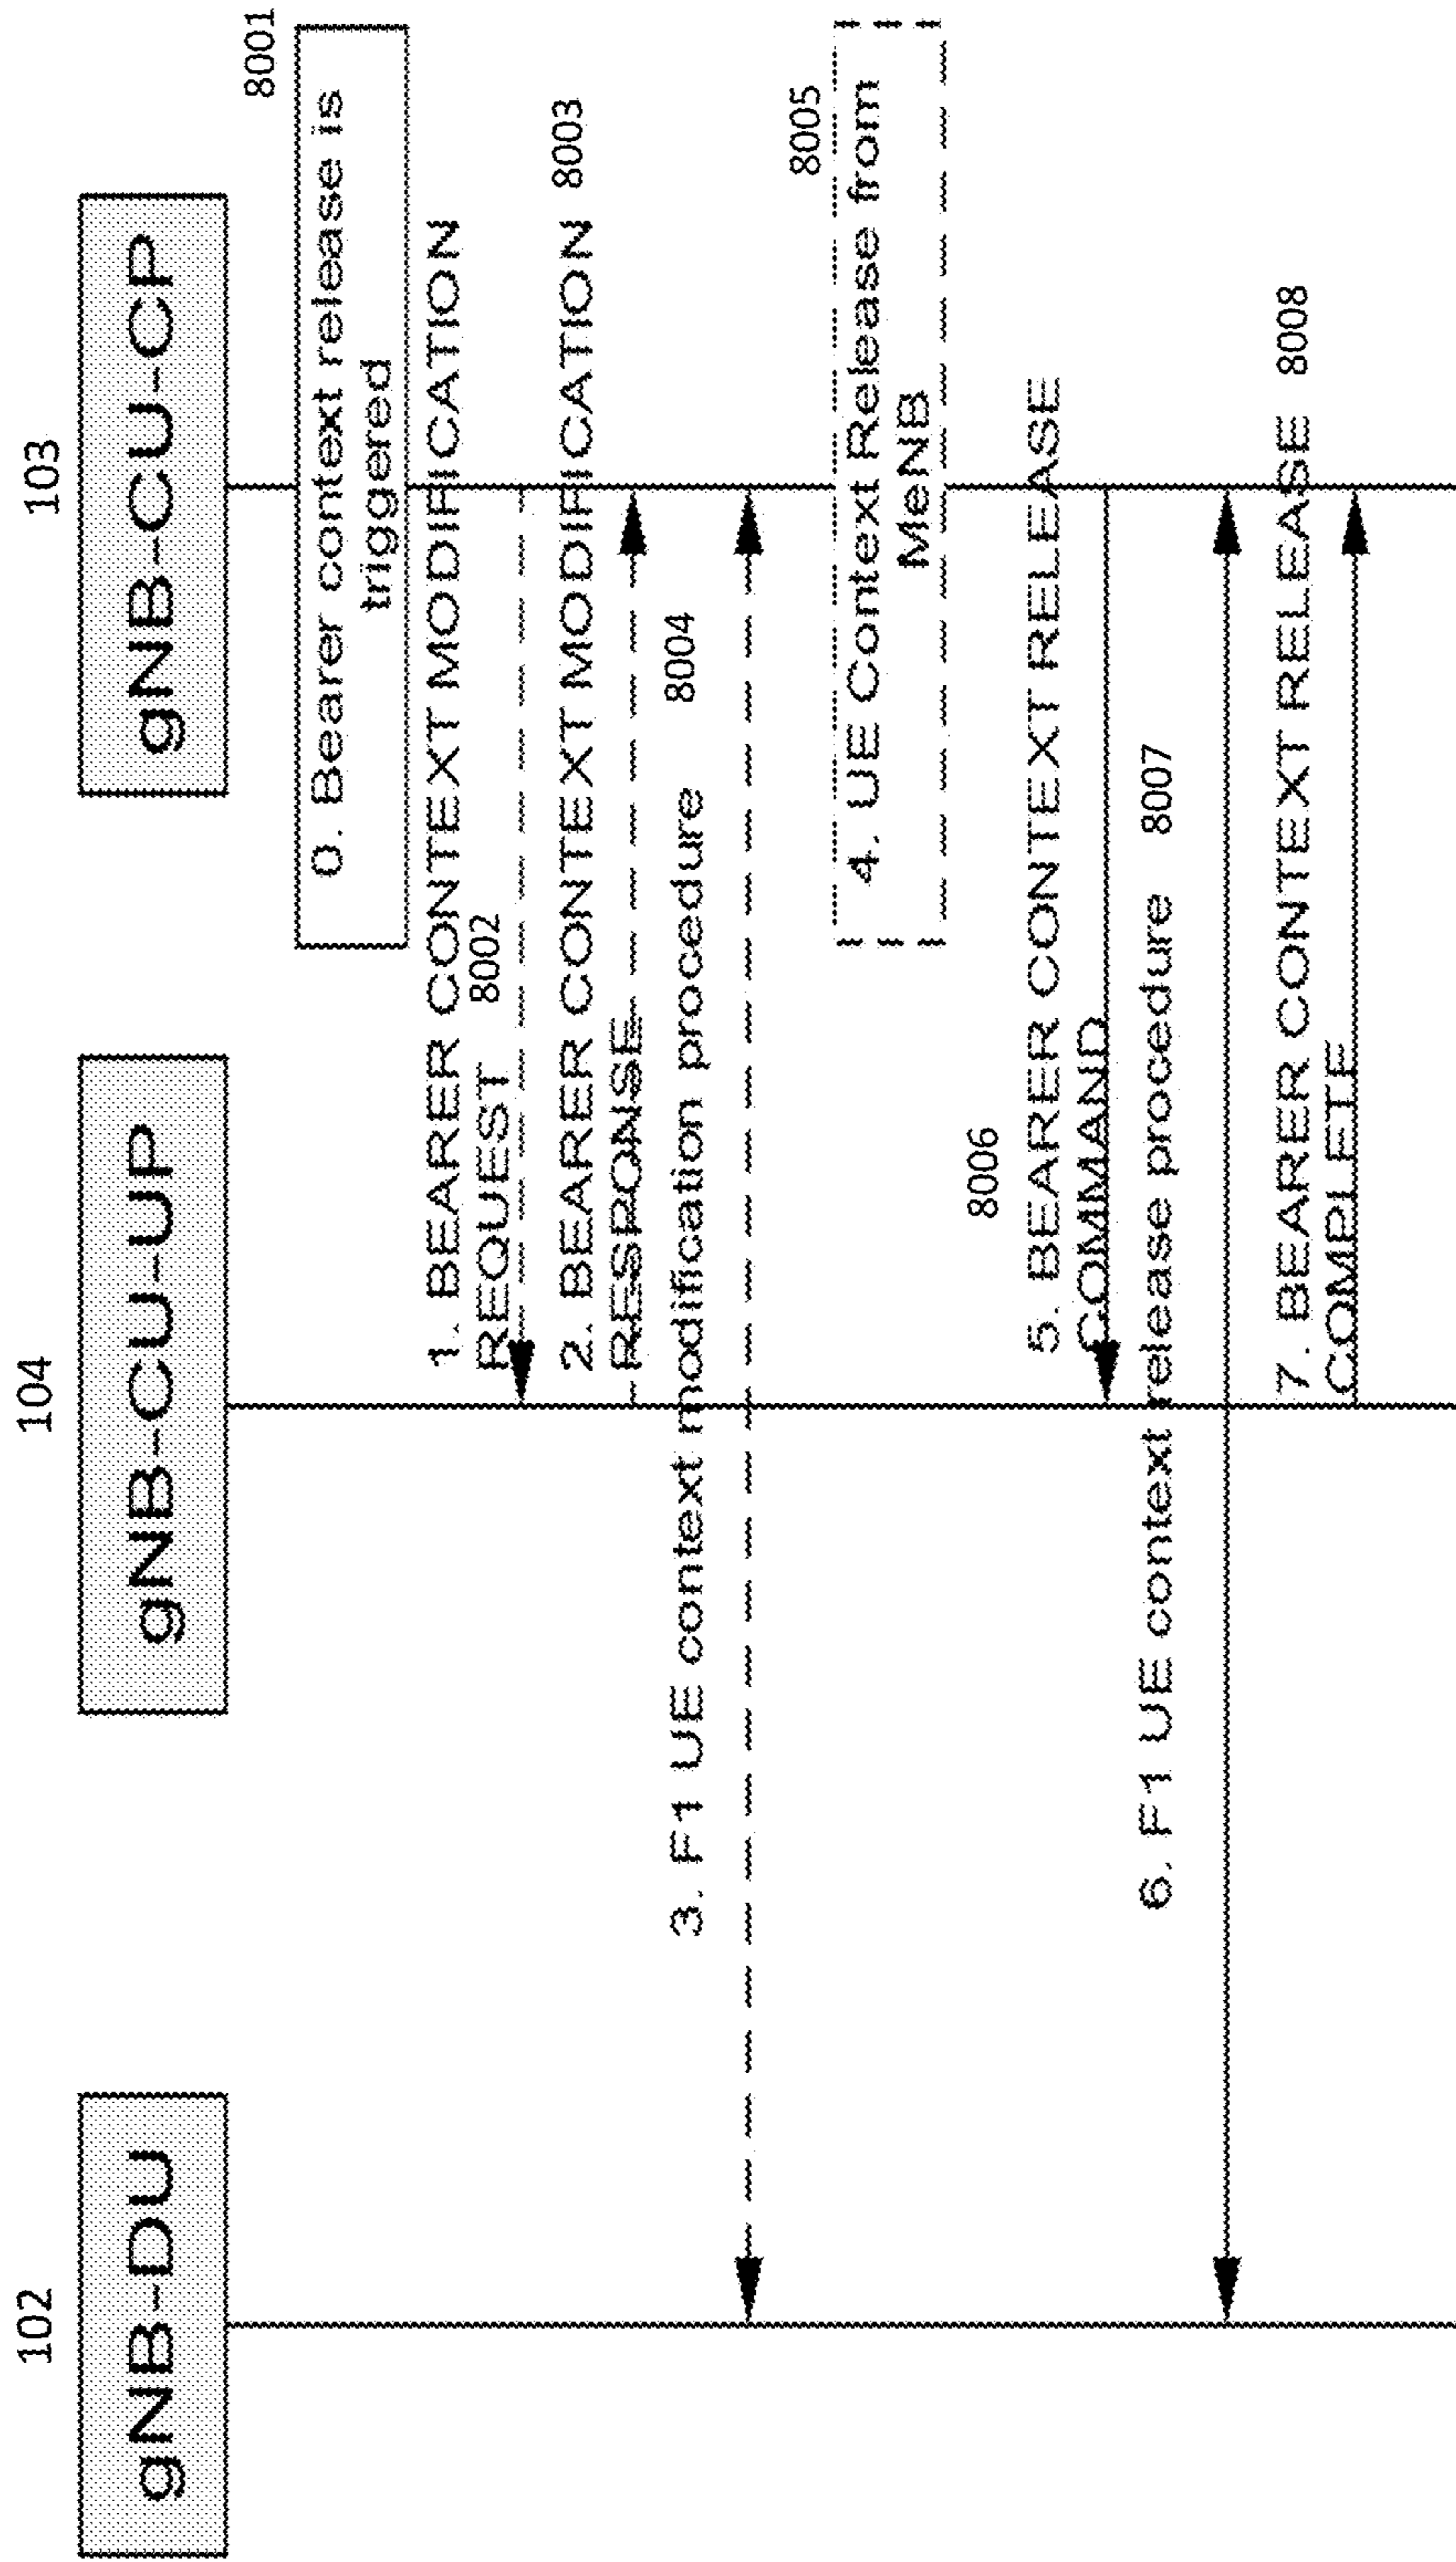 102
104
103
gNB-DU
gNB-CU-UP
gNB-CU-CP
8001
0. Bearer context release is
triggered
1. BEARER CONTEXT MODIFICATION
REQUEST 8002
2. BEARER CONTEXT MODIFICATION 8003
RESPONSE
3. F1 UE context modification procedure 8004
8005
4. UE Context Release from
MeNB
8006
5. BEARER CONTEXT RELEASE
COMMAND
6. F1 UE context release procedure 8007
7. BEARER CONTEXT RELEASE 8008
COMPLETE